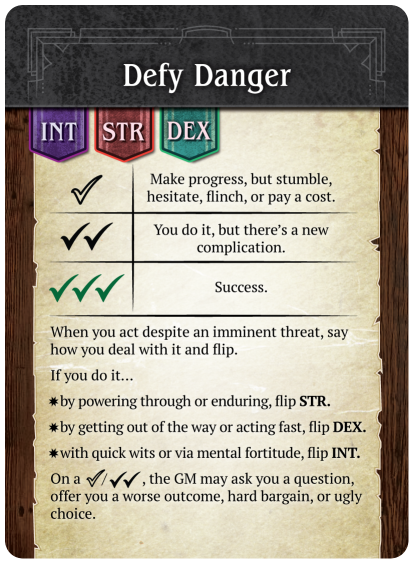 Defy Danger
INT STR DEX
✓ Make progress, but stumble,
hesitate, flinch, or pay a cost.
✓✓ You do it, but there's a new
complication.
✓✓✓ Success.
When you act despite an imminent threat, say
how you deal with it and flip.
If you do it...
✷by powering through or enduring, flip STR.
✷by getting out of the way or acting fast, flip DEX.
✷with quick wits or via mental fortitude, flip INT.
On a ✓/✓✓, the GM may ask you a question,
offer you a worse outcome, hard bargain, or ugly
choice.